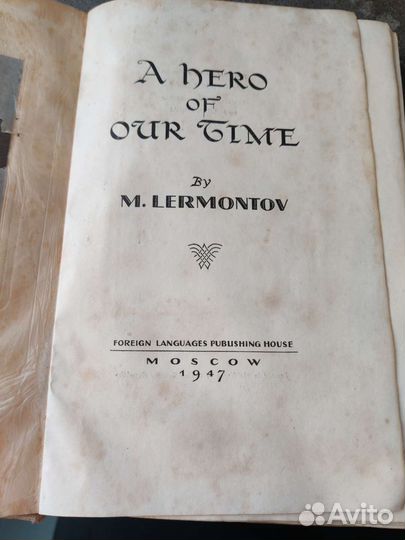 A HERO
OF
OUR TIME
By
M. LERMONTOV
FOREIGN LANGUAGES PUBLISHING HOUSE
MOSCOW
1947
Avito